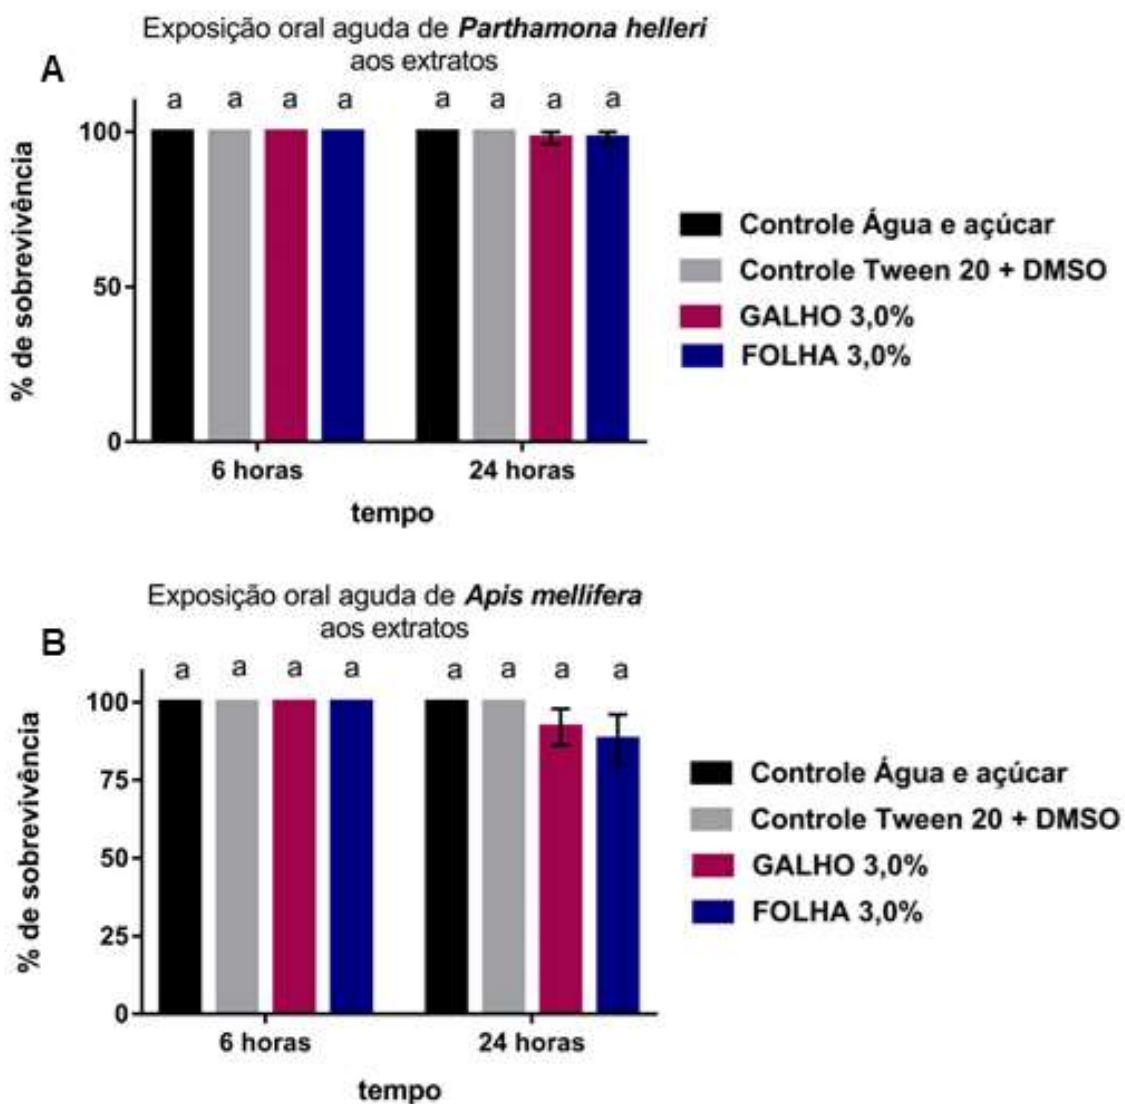 Exposição oral aguda de Parthamona helleri
aos extratos
A
a a a a a a a a
100
50
0
% de sobrevivência
6 horas 24 horas
tempo
Controle Água e açúcar
Controle Tween 20 + DMSO
GALHO 3,0%
FOLHA 3,0%
Exposição oral aguda de Apis mellifera
aos extratos
B
a a a a a a a a
100
75
50
25
0
% de sobrevivência
6 horas 24 horas
tempo
Controle Água e açúcar
Controle Tween 20 + DMSO
GALHO 3,0%
FOLHA 3,0%